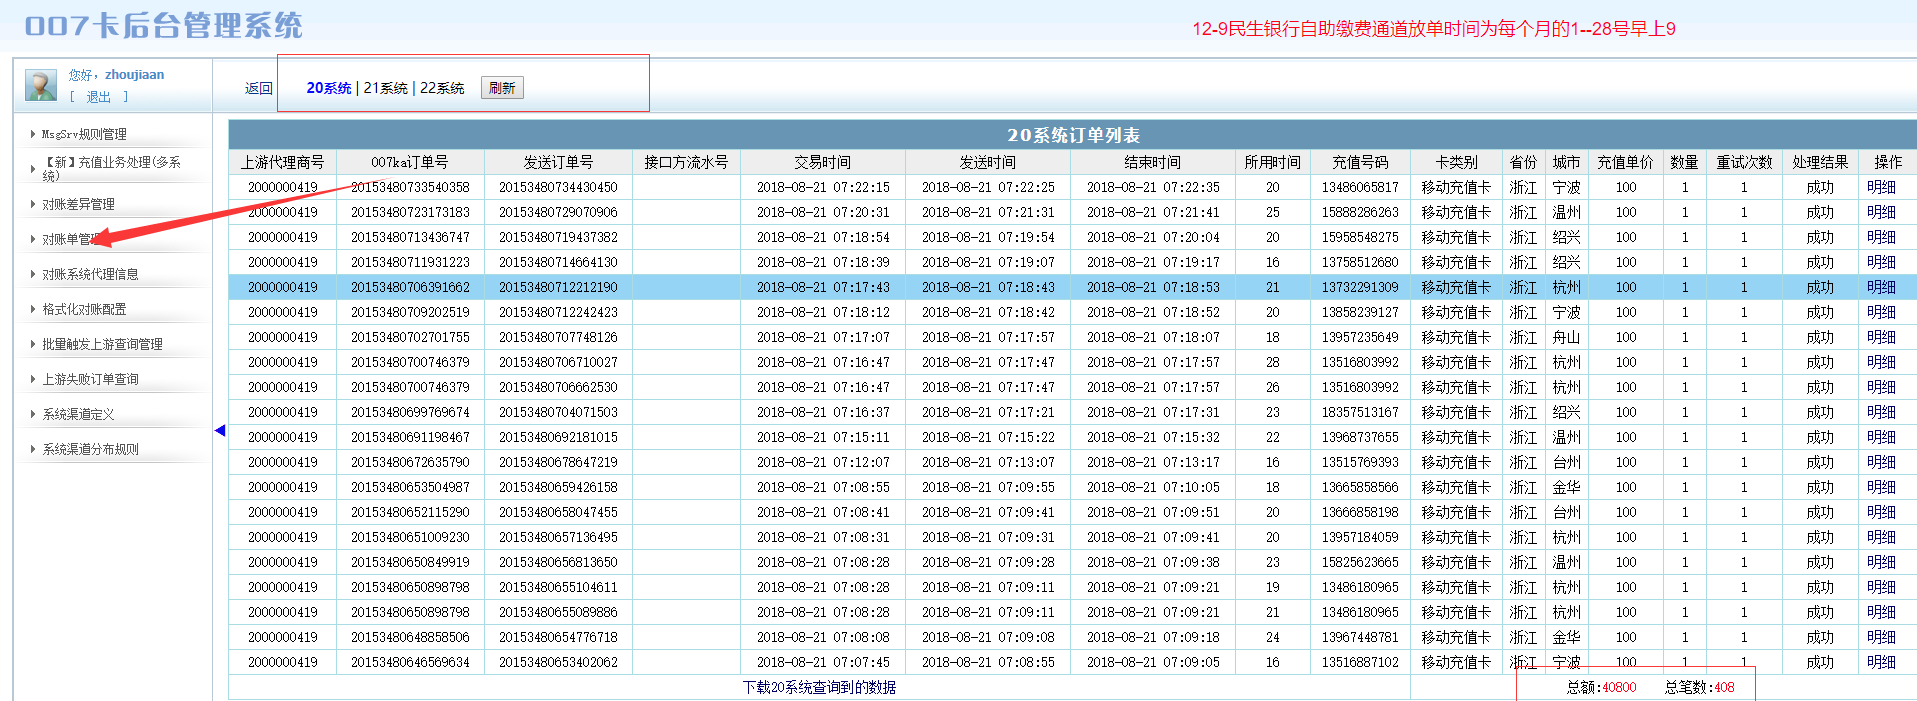 007卡后台管理系统
12-9民生银行自助缴费通道放单时间为每个月的1--28号早上9
您好，zhoujiaan
[ 退出 ]
返回 20系统 | 21系统 | 22系统 刷新
MsgSrv规则管理
【新】充值业务处理(多系
统)
对账差异管理
对账单管
对账系统代理信息
格式化对账配置
批量触发上游查询管理
上游失败订单查询
系统渠道定义
系统渠道分布规则
20系统订单列表
上游代理商号 007ka订单号 发送订单号 接口方流水号 交易时间 发送时间 结束时间 所用时间 充值号码 卡类别 省份 城市 充值单价 数量 重试次数 处理结果 操作
2000000419 20153480733540358 20153480734430450 2018-08-21 07:22:15 2018-08-21 07:22:25 2018-08-21 07:22:35 20 13486065817 移动充值卡 浙江 宁波 100 1 1 成功 明细
2000000419 20153480723173183 20153480729070906 2018-08-21 07:20:31 2018-08-21 07:21:31 2018-08-21 07:21:41 25 15888286263 移动充值卡 浙江 温州 100 1 1 成功 明细
2000000419 20153480713436747 20153480719437382 2018-08-21 07:18:54 2018-08-21 07:19:54 2018-08-21 07:20:04 20 15958548275 移动充值卡 浙江 绍兴 100 1 1 成功 明细
2000000419 20153480711931223 20153480714664130 2018-08-21 07:18:39 2018-08-21 07:19:07 2018-08-21 07:19:17 16 13758512680 移动充值卡 浙江 绍兴 100 1 1 成功 明细
2000000419 20153480706391662 20153480712212190 2018-08-21 07:17:43 2018-08-21 07:18:43 2018-08-21 07:18:53 21 13732291309 移动充值卡 浙江 杭州 100 1 1 成功 明细
2000000419 20153480709202519 20153480712242423 2018-08-21 07:18:12 2018-08-21 07:18:42 2018-08-21 07:18:52 20 13858239127 移动充值卡 浙江 宁波 100 1 1 成功 明细
2000000419 20153480702701755 20153480707748126 2018-08-21 07:17:07 2018-08-21 07:17:57 2018-08-21 07:18:07 18 13957235649 移动充值卡 浙江 舟山 100 1 1 成功 明细
2000000419 20153480700746379 20153480706710027 2018-08-21 07:16:47 2018-08-21 07:17:47 2018-08-21 07:17:57 28 13516803992 移动充值卡 浙江 杭州 100 1 1 成功 明细
2000000419 20153480700746379 20153480706662530 2018-08-21 07:16:47 2018-08-21 07:17:47 2018-08-21 07:17:57 26 13516803992 移动充值卡 浙江 杭州 100 1 1 成功 明细
2000000419 20153480699769674 20153480704071503 2018-08-21 07:16:37 2018-08-21 07:17:21 2018-08-21 07:17:31 23 18357513167 移动充值卡 浙江 绍兴 100 1 1 成功 明细
2000000419 20153480691198467 20153480692181015 2018-08-21 07:15:11 2018-08-21 07:15:22 2018-08-21 07:15:32 22 13968737655 移动充值卡 浙江 温州 100 1 1 成功 明细
2000000419 20153480672635790 20153480678647219 2018-08-21 07:12:07 2018-08-21 07:13:07 2018-08-21 07:13:17 16 13515769393 移动充值卡 浙江 台州 100 1 1 成功 明细
2000000419 20153480653504987 20153480659426158 2018-08-21 07:08:55 2018-08-21 07:09:55 2018-08-21 07:10:05 18 13665858566 移动充值卡 浙江 金华 100 1 1 成功 明细
2000000419 20153480652115290 20153480658047455 2018-08-21 07:08:41 2018-08-21 07:09:41 2018-08-21 07:09:51 20 13666858198 移动充值卡 浙江 台州 100 1 1 成功 明细
2000000419 20153480651009230 20153480657136495 2018-08-21 07:08:31 2018-08-21 07:09:31 2018-08-21 07:09:41 20 13957184059 移动充值卡 浙江 杭州 100 1 1 成功 明细
2000000419 20153480650849919 20153480656813650 2018-08-21 07:08:28 2018-08-21 07:09:28 2018-08-21 07:09:38 23 15825623665 移动充值卡 浙江 温州 100 1 1 成功 明细
2000000419 20153480650898798 20153480655104611 2018-08-21 07:08:28 2018-08-21 07:09:11 2018-08-21 07:09:21 19 13486180965 移动充值卡 浙江 杭州 100 1 1 成功 明细
2000000419 20153480650898798 20153480655089886 2018-08-21 07:08:28 2018-08-21 07:09:11 2018-08-21 07:09:21 21 13486180965 移动充值卡 浙江 杭州 100 1 1 成功 明细
2000000419 20153480648858506 20153480654776718 2018-08-21 07:08:08 2018-08-21 07:09:08 2018-08-21 07:09:18 24 13967448781 移动充值卡 浙江 金华 100 1 1 成功 明细
2000000419 20153480646569634 20153480653402062 2018-08-21 07:07:45 2018-08-21 07:08:55 2018-08-21 07:09:05 16 13516887102 移动充值卡 浙江 宁波 100 1 1 成功 明细
下载20系统查询到的数据 总额:40800 总笔数:408